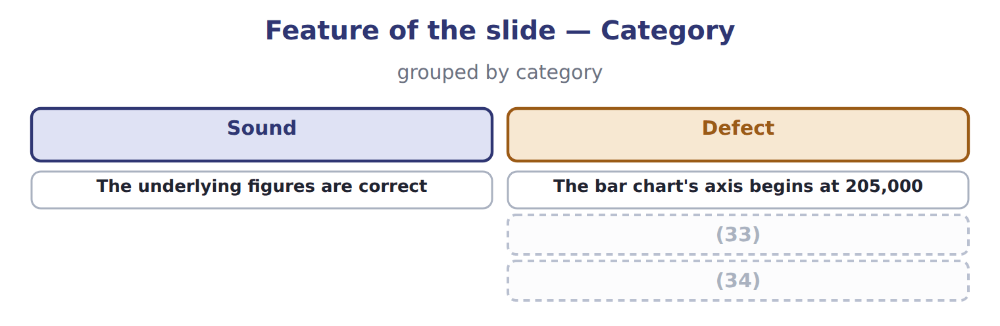 Feature of the slide — Category
grouped by category
Sound
Defect
The underlying figures are correct
The bar chart's axis begins at 205,000
(33)
(34)